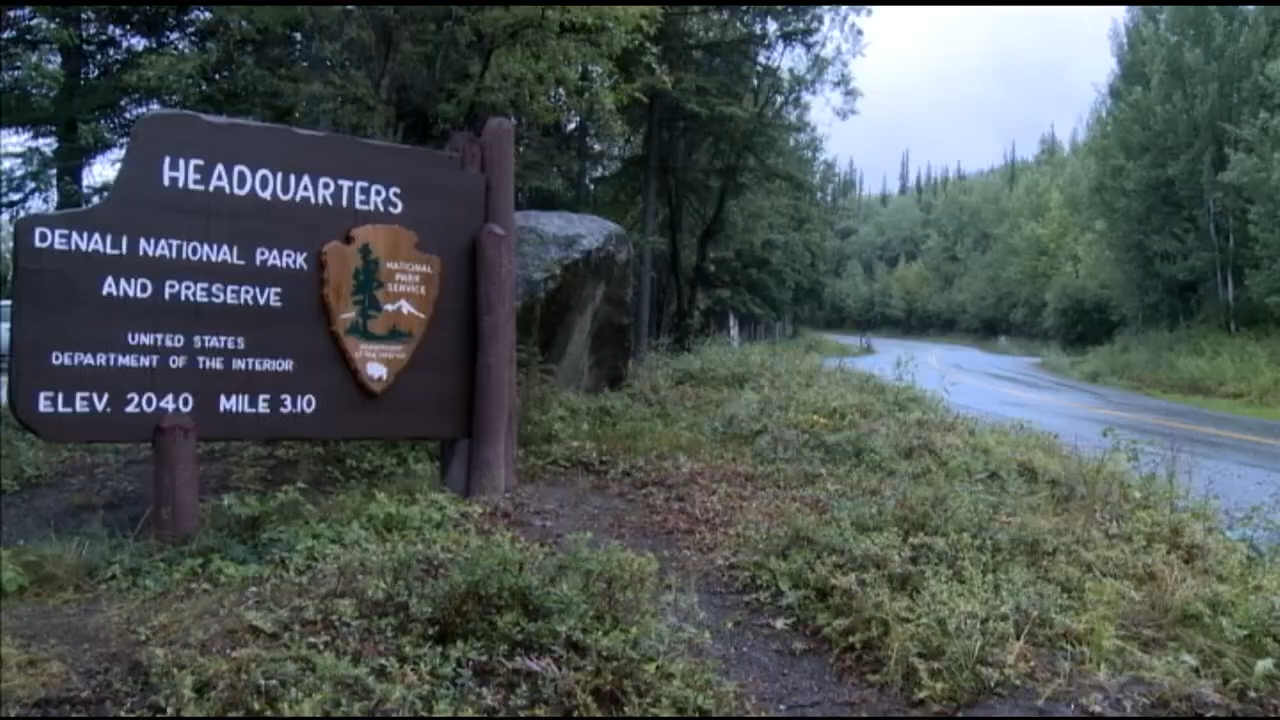 HEADQUARTERS
DENALI NATIONAL PARK
AND PRESERVE
UNITED STATES
DEPARTMENT OF THE INTERIOR
ELEV. 2040 MILE 3.10
NATIONAL
PARK
SERVICE